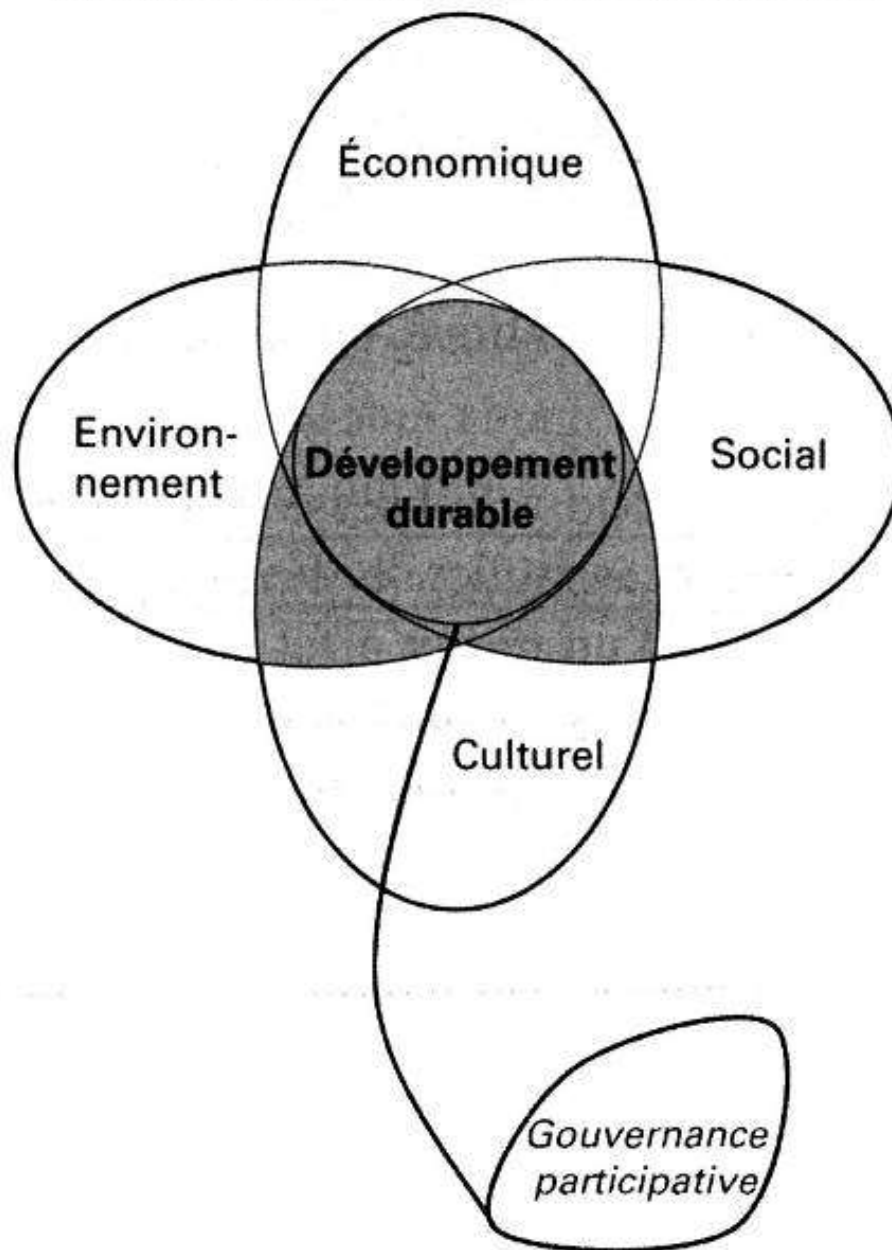 Économique
Environ-
nement
Développement
durable
Social
Culturel
Gouvernance
participative